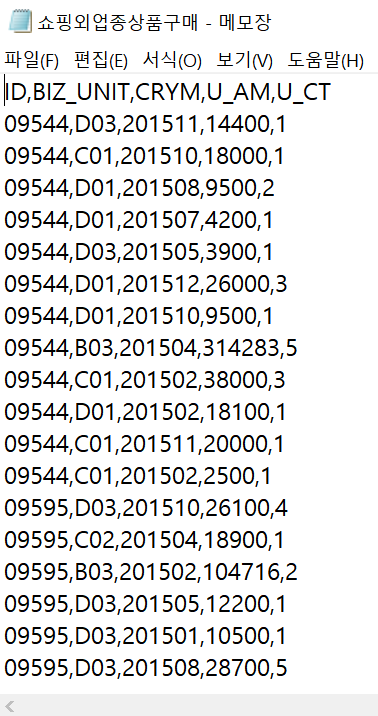 쇼핑외업종상품구매 - 메모장
파일(F) 편집(E) 서식(O) 보기(V) 도움말(H)
ID,BIZ_UNIT,CRYM,U_AM,U_CT
09544,D03,201511,14400,1
09544,C01,201510,18000,1
09544,D01,201508,9500,2
09544,D01,201507,4200,1
09544,D03,201505,3900,1
09544,D01,201512,26000,3
09544,D01,201510,9500,1
09544,B03,201504,314283,5
09544,C01,201502,38000,3
09544,D01,201502,18100,1
09544,C01,201511,20000,1
09544,C01,201502,2500,1
09595,D03,201510,26100,4
09595,C02,201504,18900,1
09595,B03,201502,104716,2
09595,D03,201505,12200,1
09595,D03,201501,10500,1
09595,D03,201508,28700,5